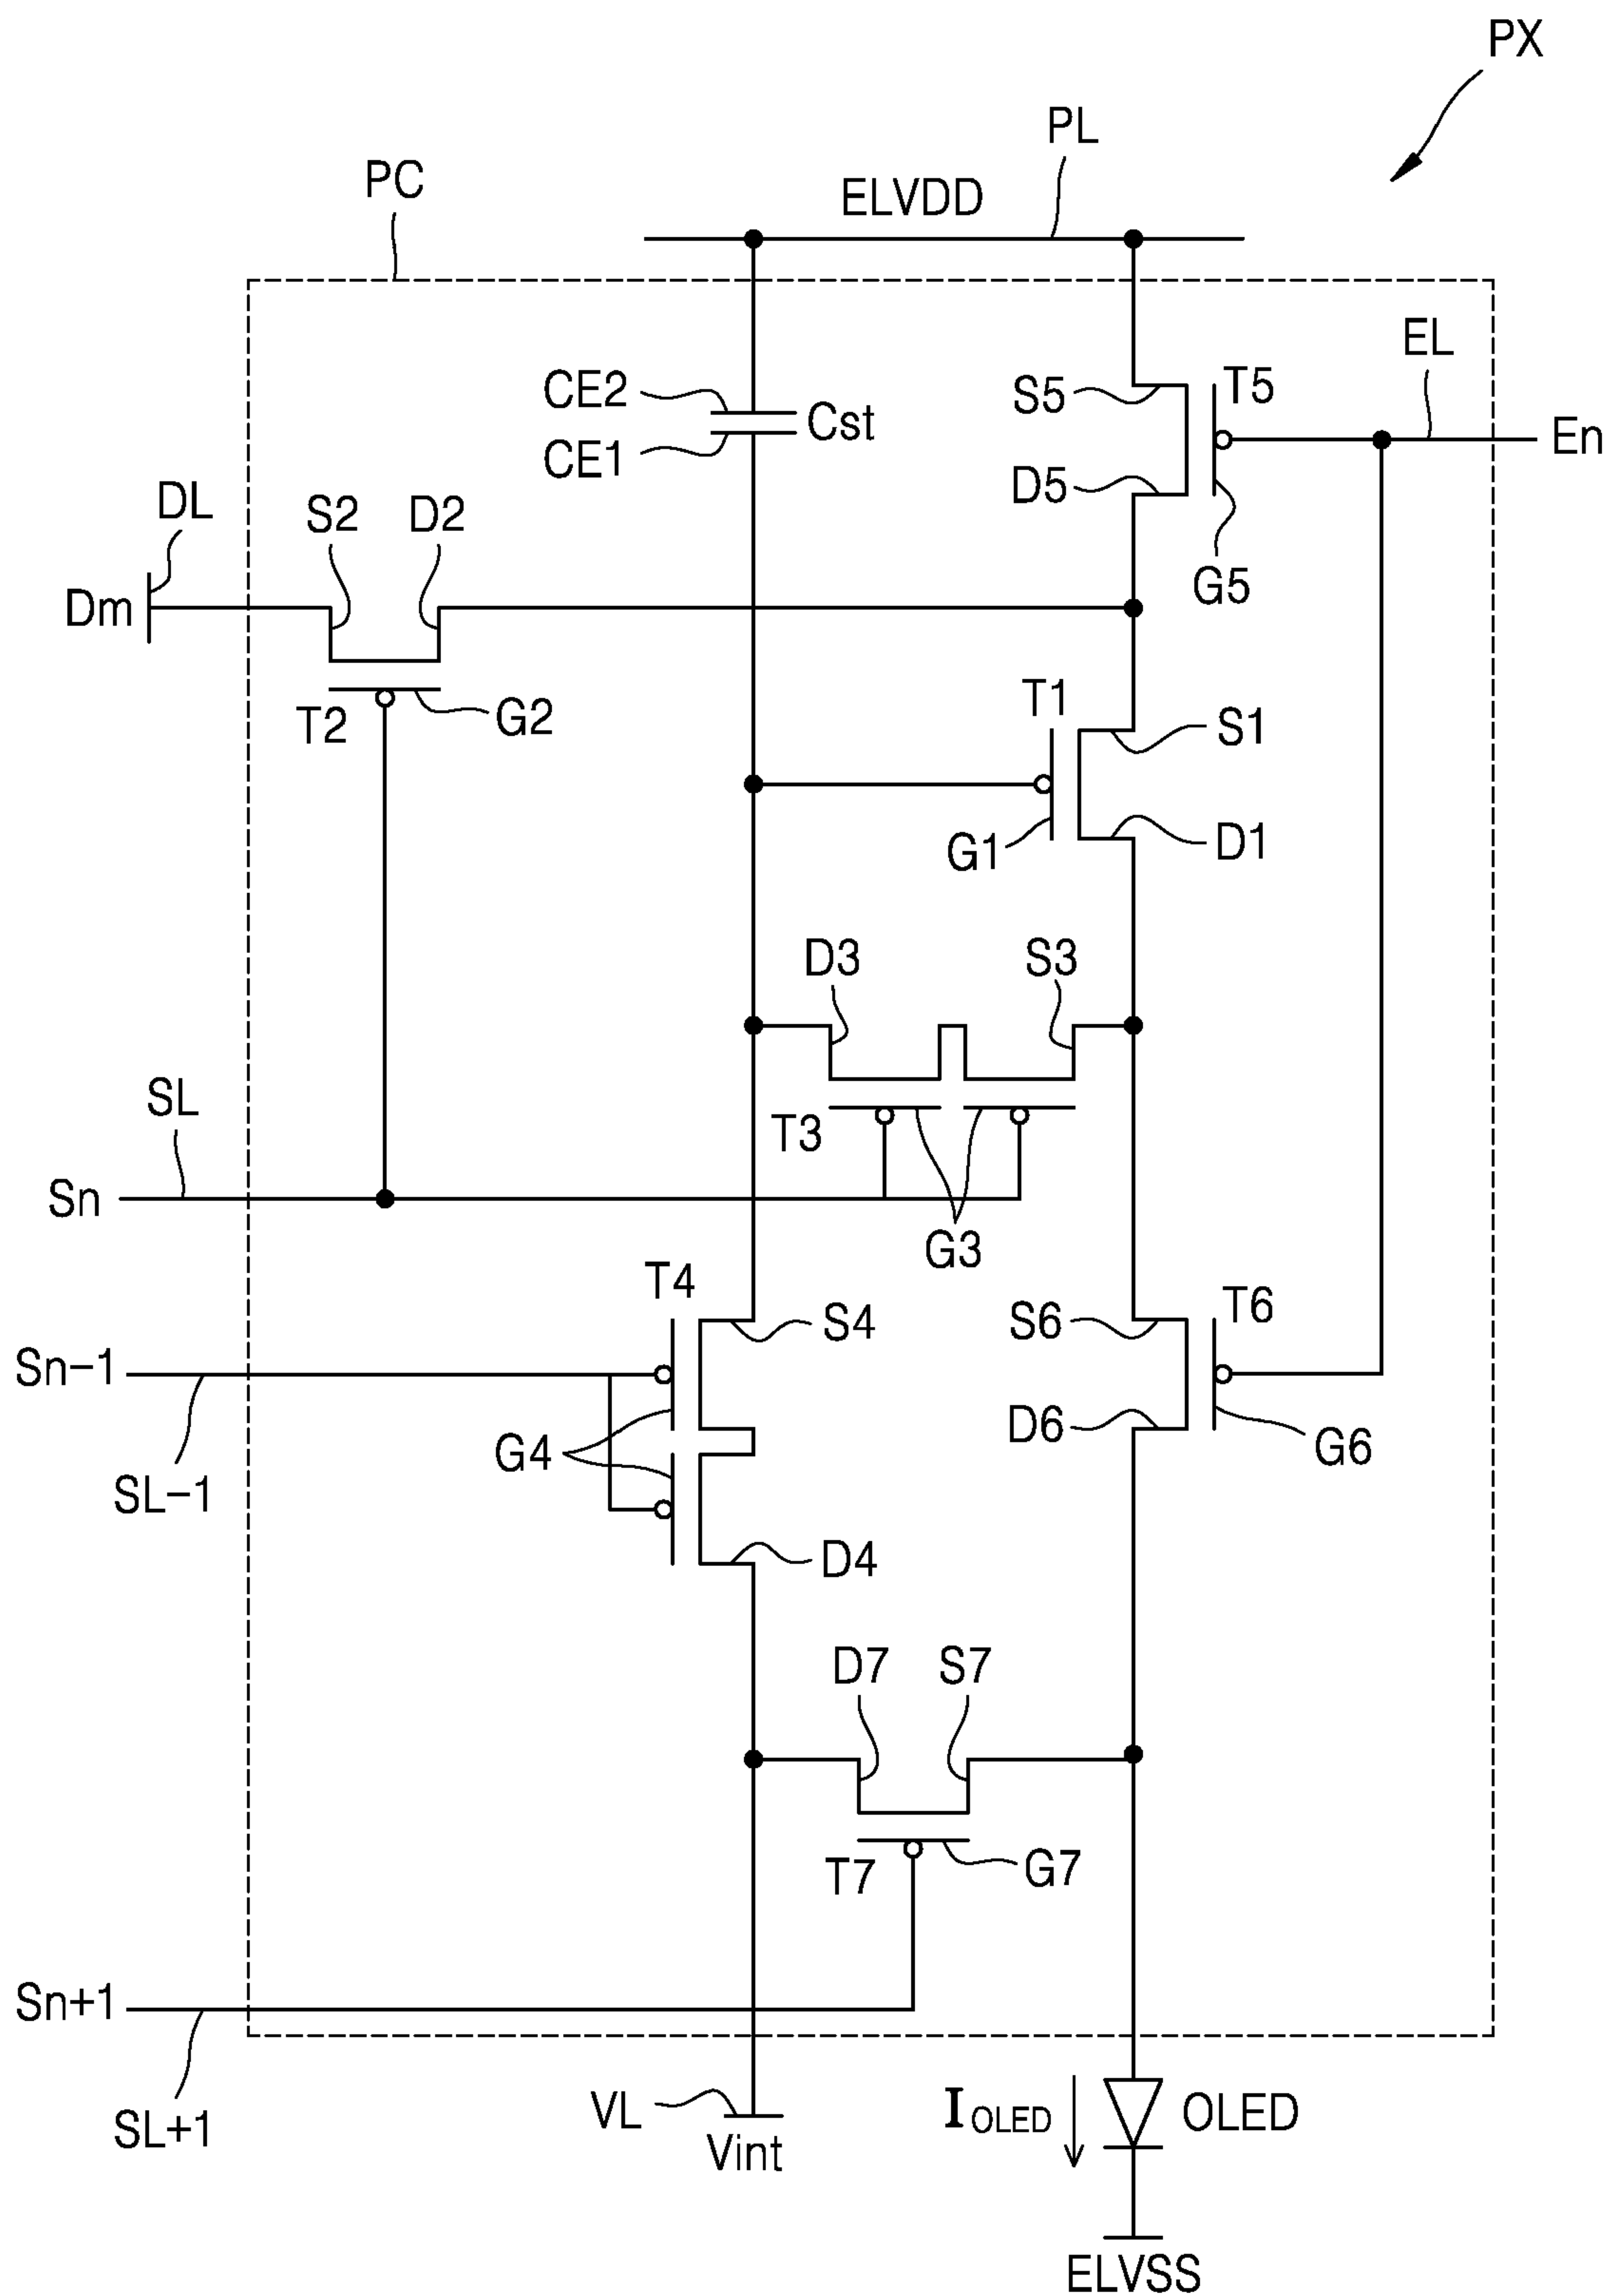 PX
PL
PC
ELVDD
EL
CE2
S5
T5
Cst
En
CE1
D5
DL
S2
D2
G5
Dm
T1
T2
G2
S1
G1
D1
D3
S3
SL
T3
Sn
G3
T4
S4
S6
T6
Sn-1
D6
G4
G6
SL-1
D4
D7
S7
T7
G7
Sn+1
VL
IOLED
OLED
SL+1
Vint
ELVSS